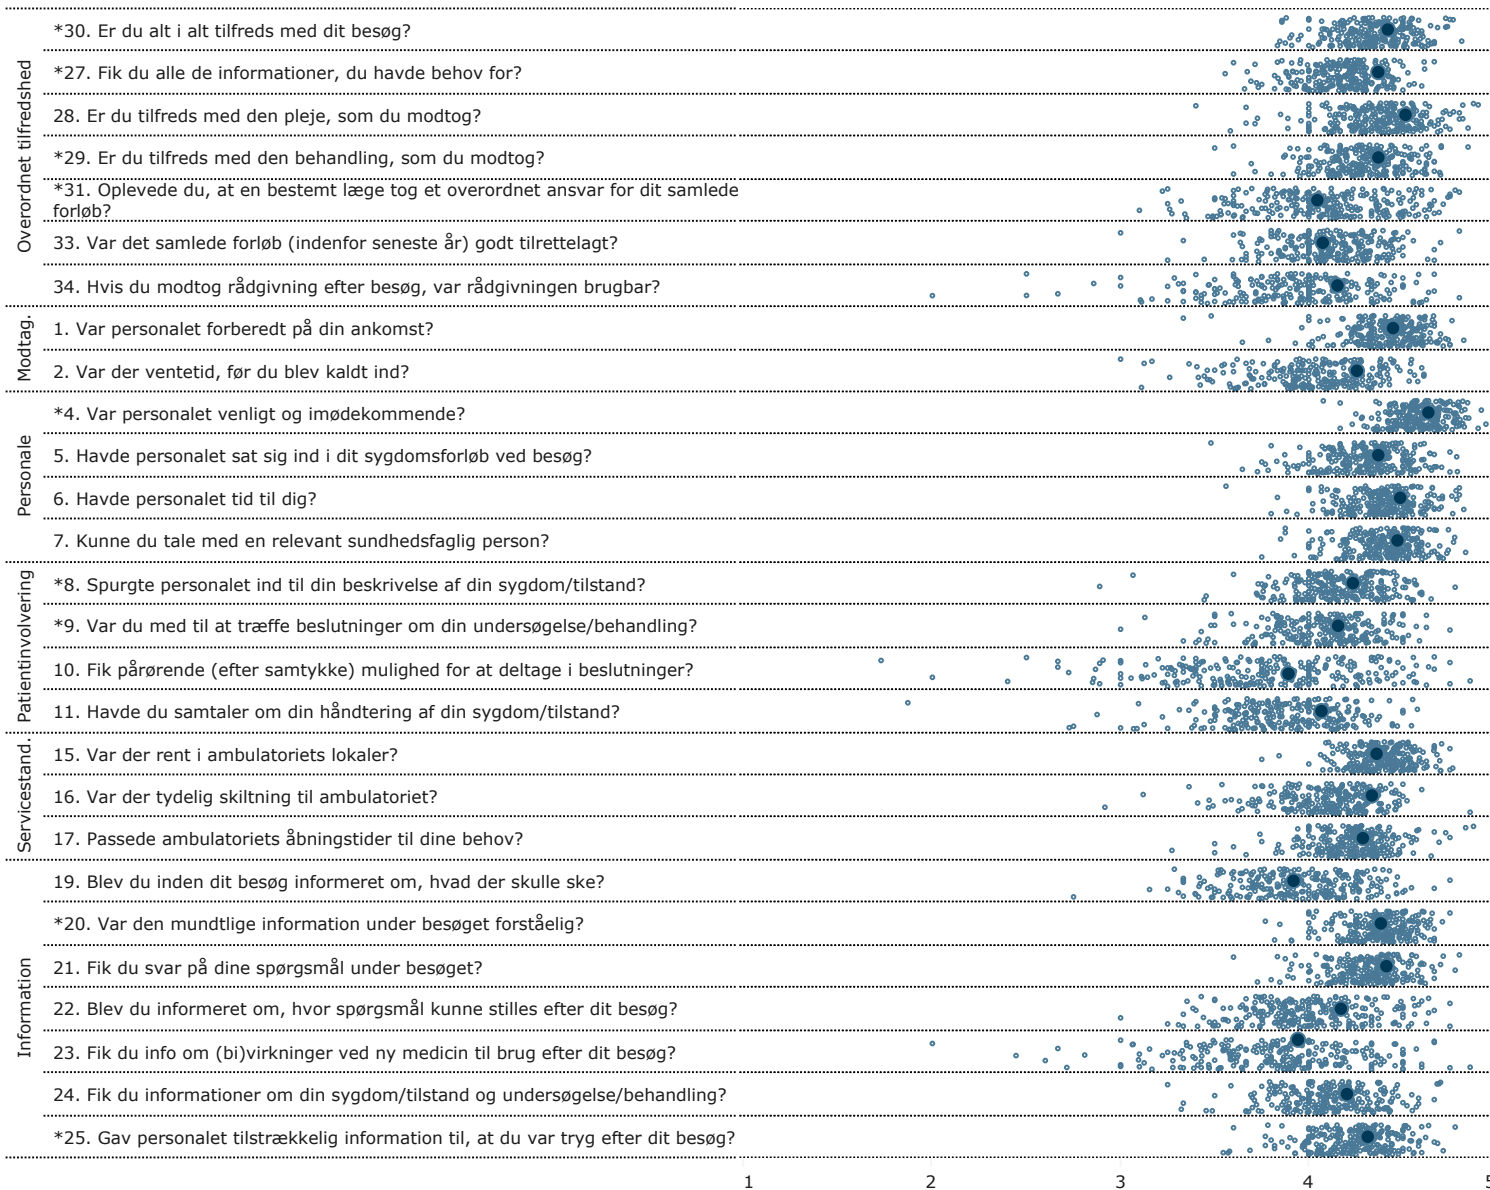 Overordnet tilfredshed
*30. Er du alt i alt tilfreds med dit besøg?
*27. Fik du alle de informationer, du havde behov for?
28. Er du tilfreds med den pleje, som du modtog?
*29. Er du tilfreds med den behandling, som du modtog?
*31. Oplevede du, at en bestemt læge tog et overordnet ansvar for dit samlede
forløb?
33. Var det samlede forløb (indenfor seneste år) godt tilrettelagt?
34. Hvis du modtog rådgivning efter besøg, var rådgivningen brugbar?
Modtag.
1. Var personalet forberedt på din ankomst?
2. Var der ventetid, før du blev kaldt ind?
Personale
*4. Var personalet venligt og imødekommende?
5. Havde personalet sat sig ind i dit sygdomsforløb ved besøg?
6. Havde personalet tid til dig?
7. Kunne du tale med en relevant sundhedsfaglig person?
Patientinvolvering
*8. Spurgte personalet ind til din beskrivelse af din sygdom/tilstand?
*9. Var du med til at træffe beslutninger om din undersøgelse/behandling?
10. Fik pårørende (efter samtykke) mulighed for at deltage i beslutninger?
11. Havde du samtaler om din håndtering af din sygdom/tilstand?
Servicestand.
15. Var der rent i ambulatoriets lokaler?
16. Var der tydelig skiltning til ambulatoriet?
17. Passede ambulatoriets åbningstider til dine behov?
Information
19. Blev du inden dit besøg informeret om, hvad der skulle ske?
*20. Var den mundtlige information under besøget forståelig?
21. Fik du svar på dine spørgsmål under besøget?
22. Blev du informeret om, hvor spørgsmål kunne stilles efter dit besøg?
23. Fik du info om (bi)virkninger ved ny medicin til brug efter dit besøg?
24. Fik du informationer om din sygdom/tilstand og undersøgelse/behandling?
*25. Gav personalet tilstrækkelig information til, at du var tryg efter dit besøg?
1 2 3 4 5